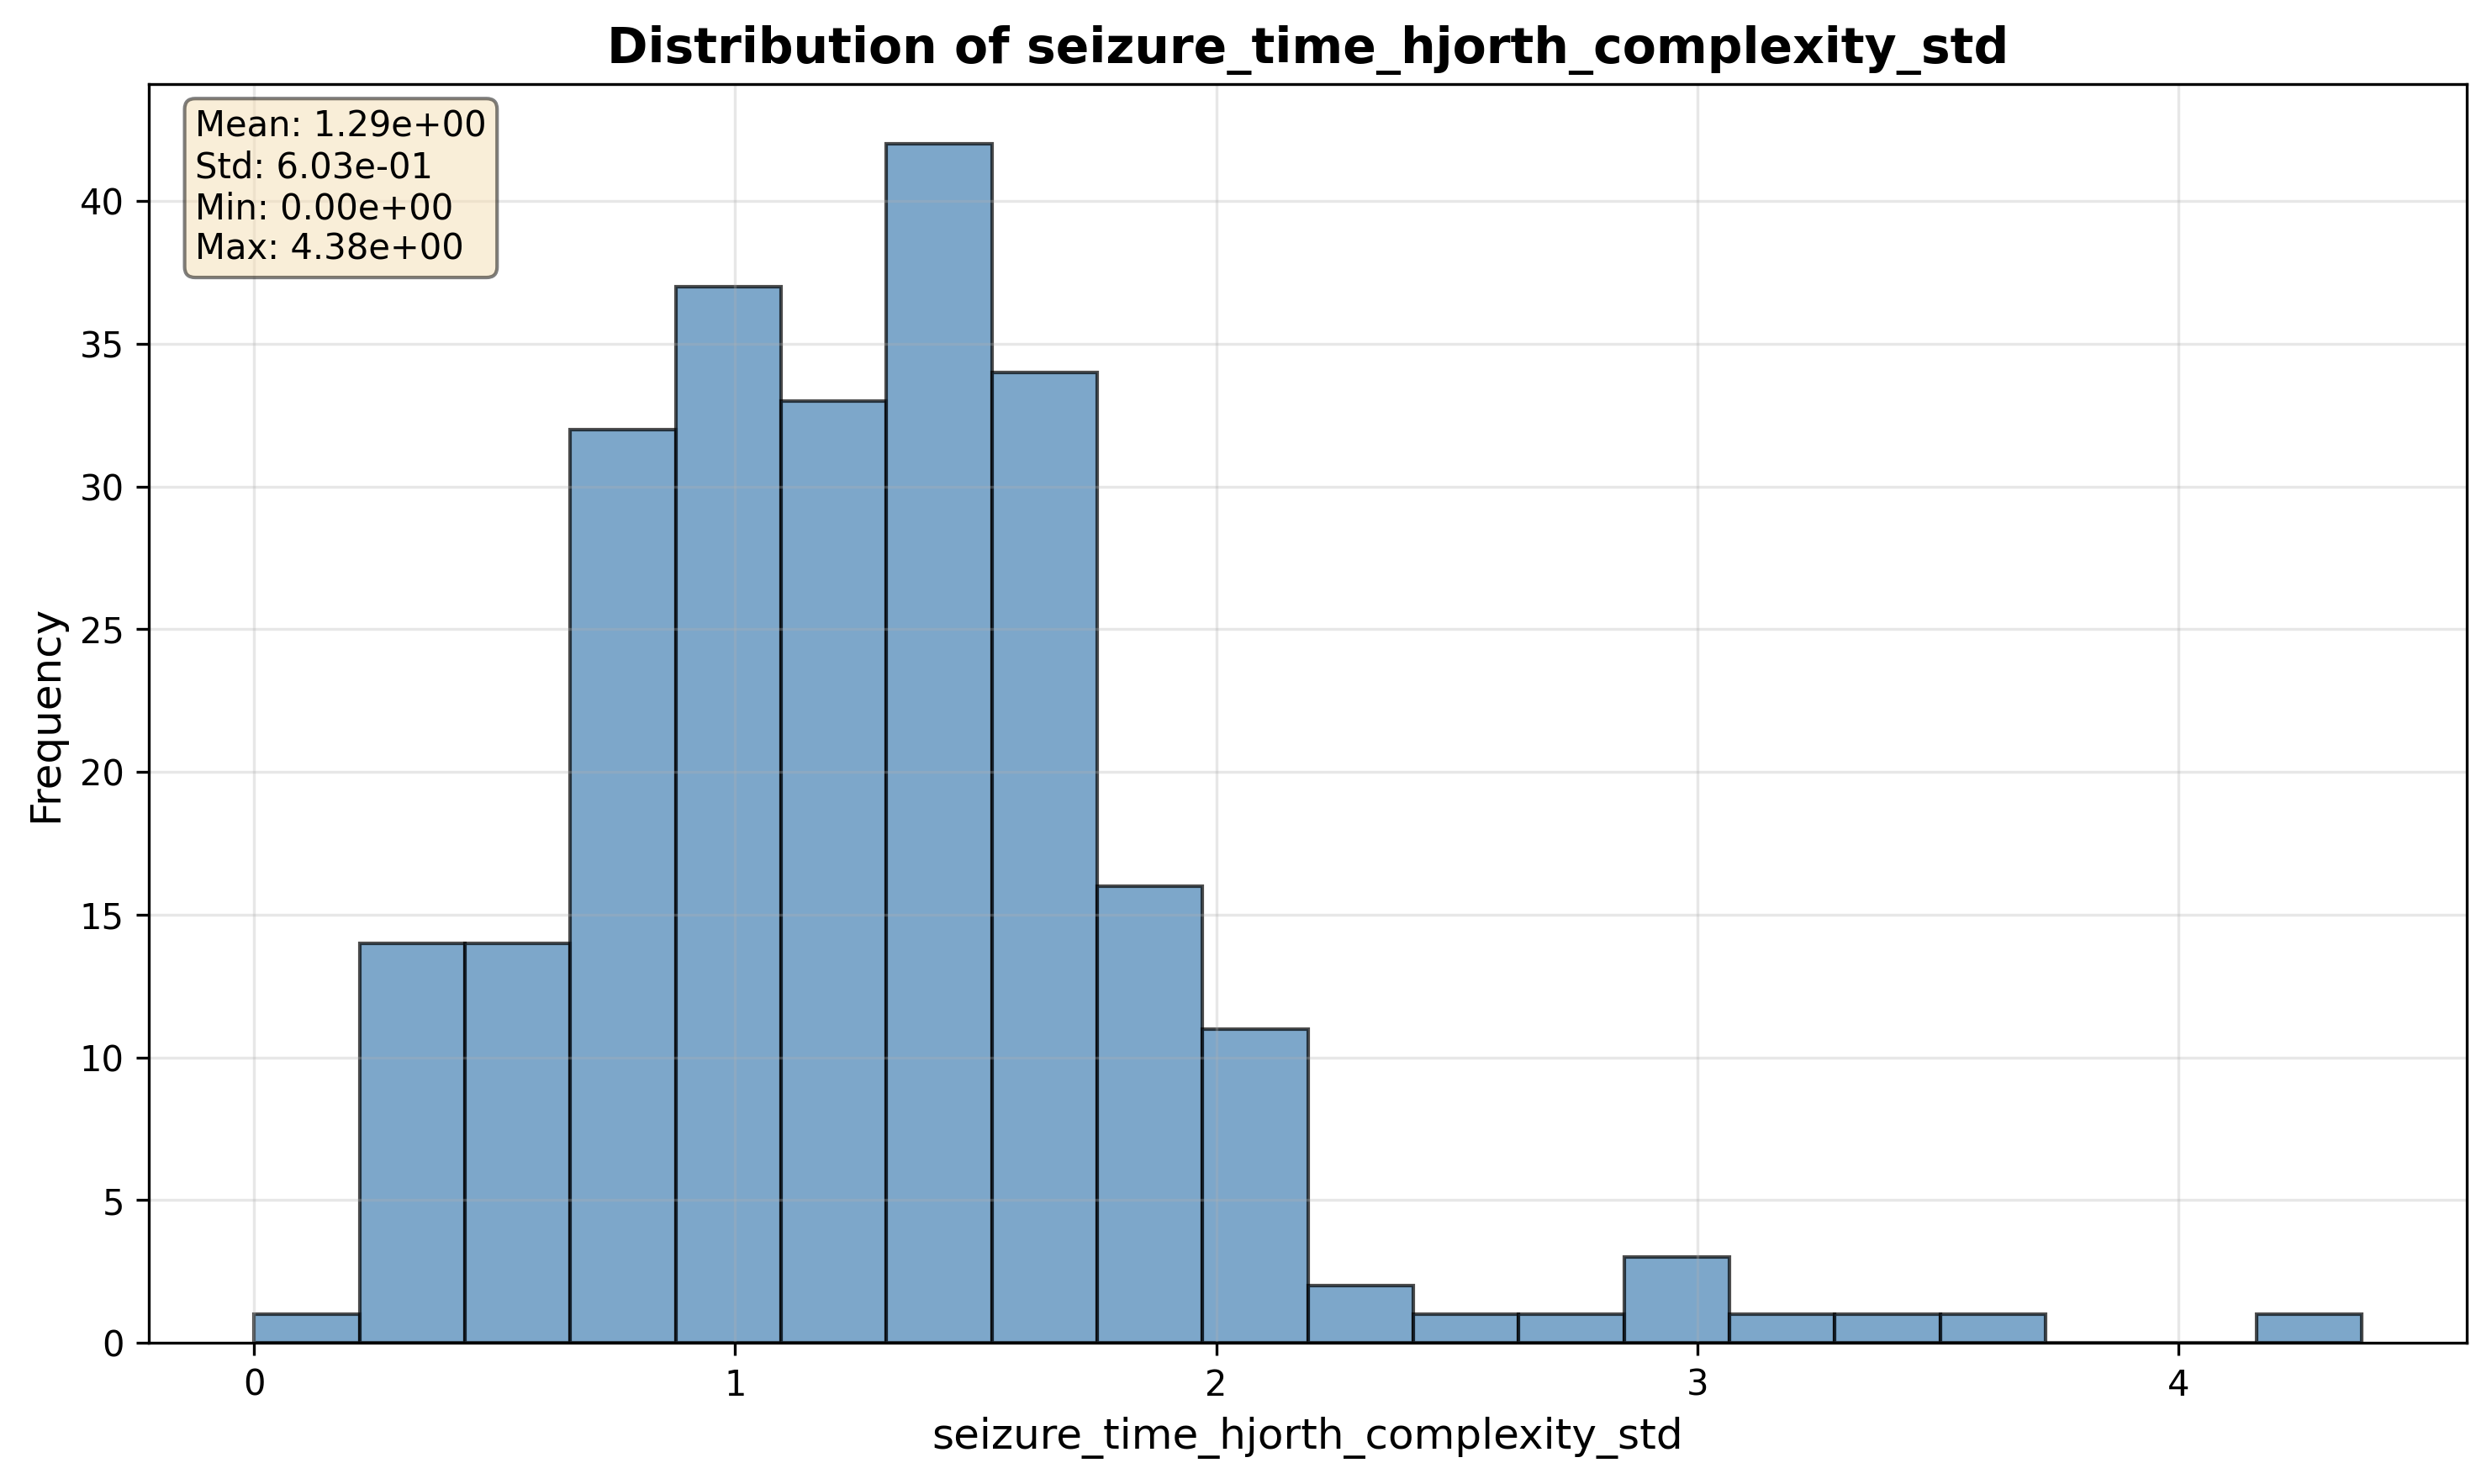 Distribution of seizure_time_hjorth_complexity_std
Mean: 1.29e+00
Std: 6.03e-01
Min: 0.00e+00
Max: 4.38e+00
Frequency
40
35
30
25
20
15
10
5
0
0 1 2 3 4
seizure_time_hjorth_complexity_std